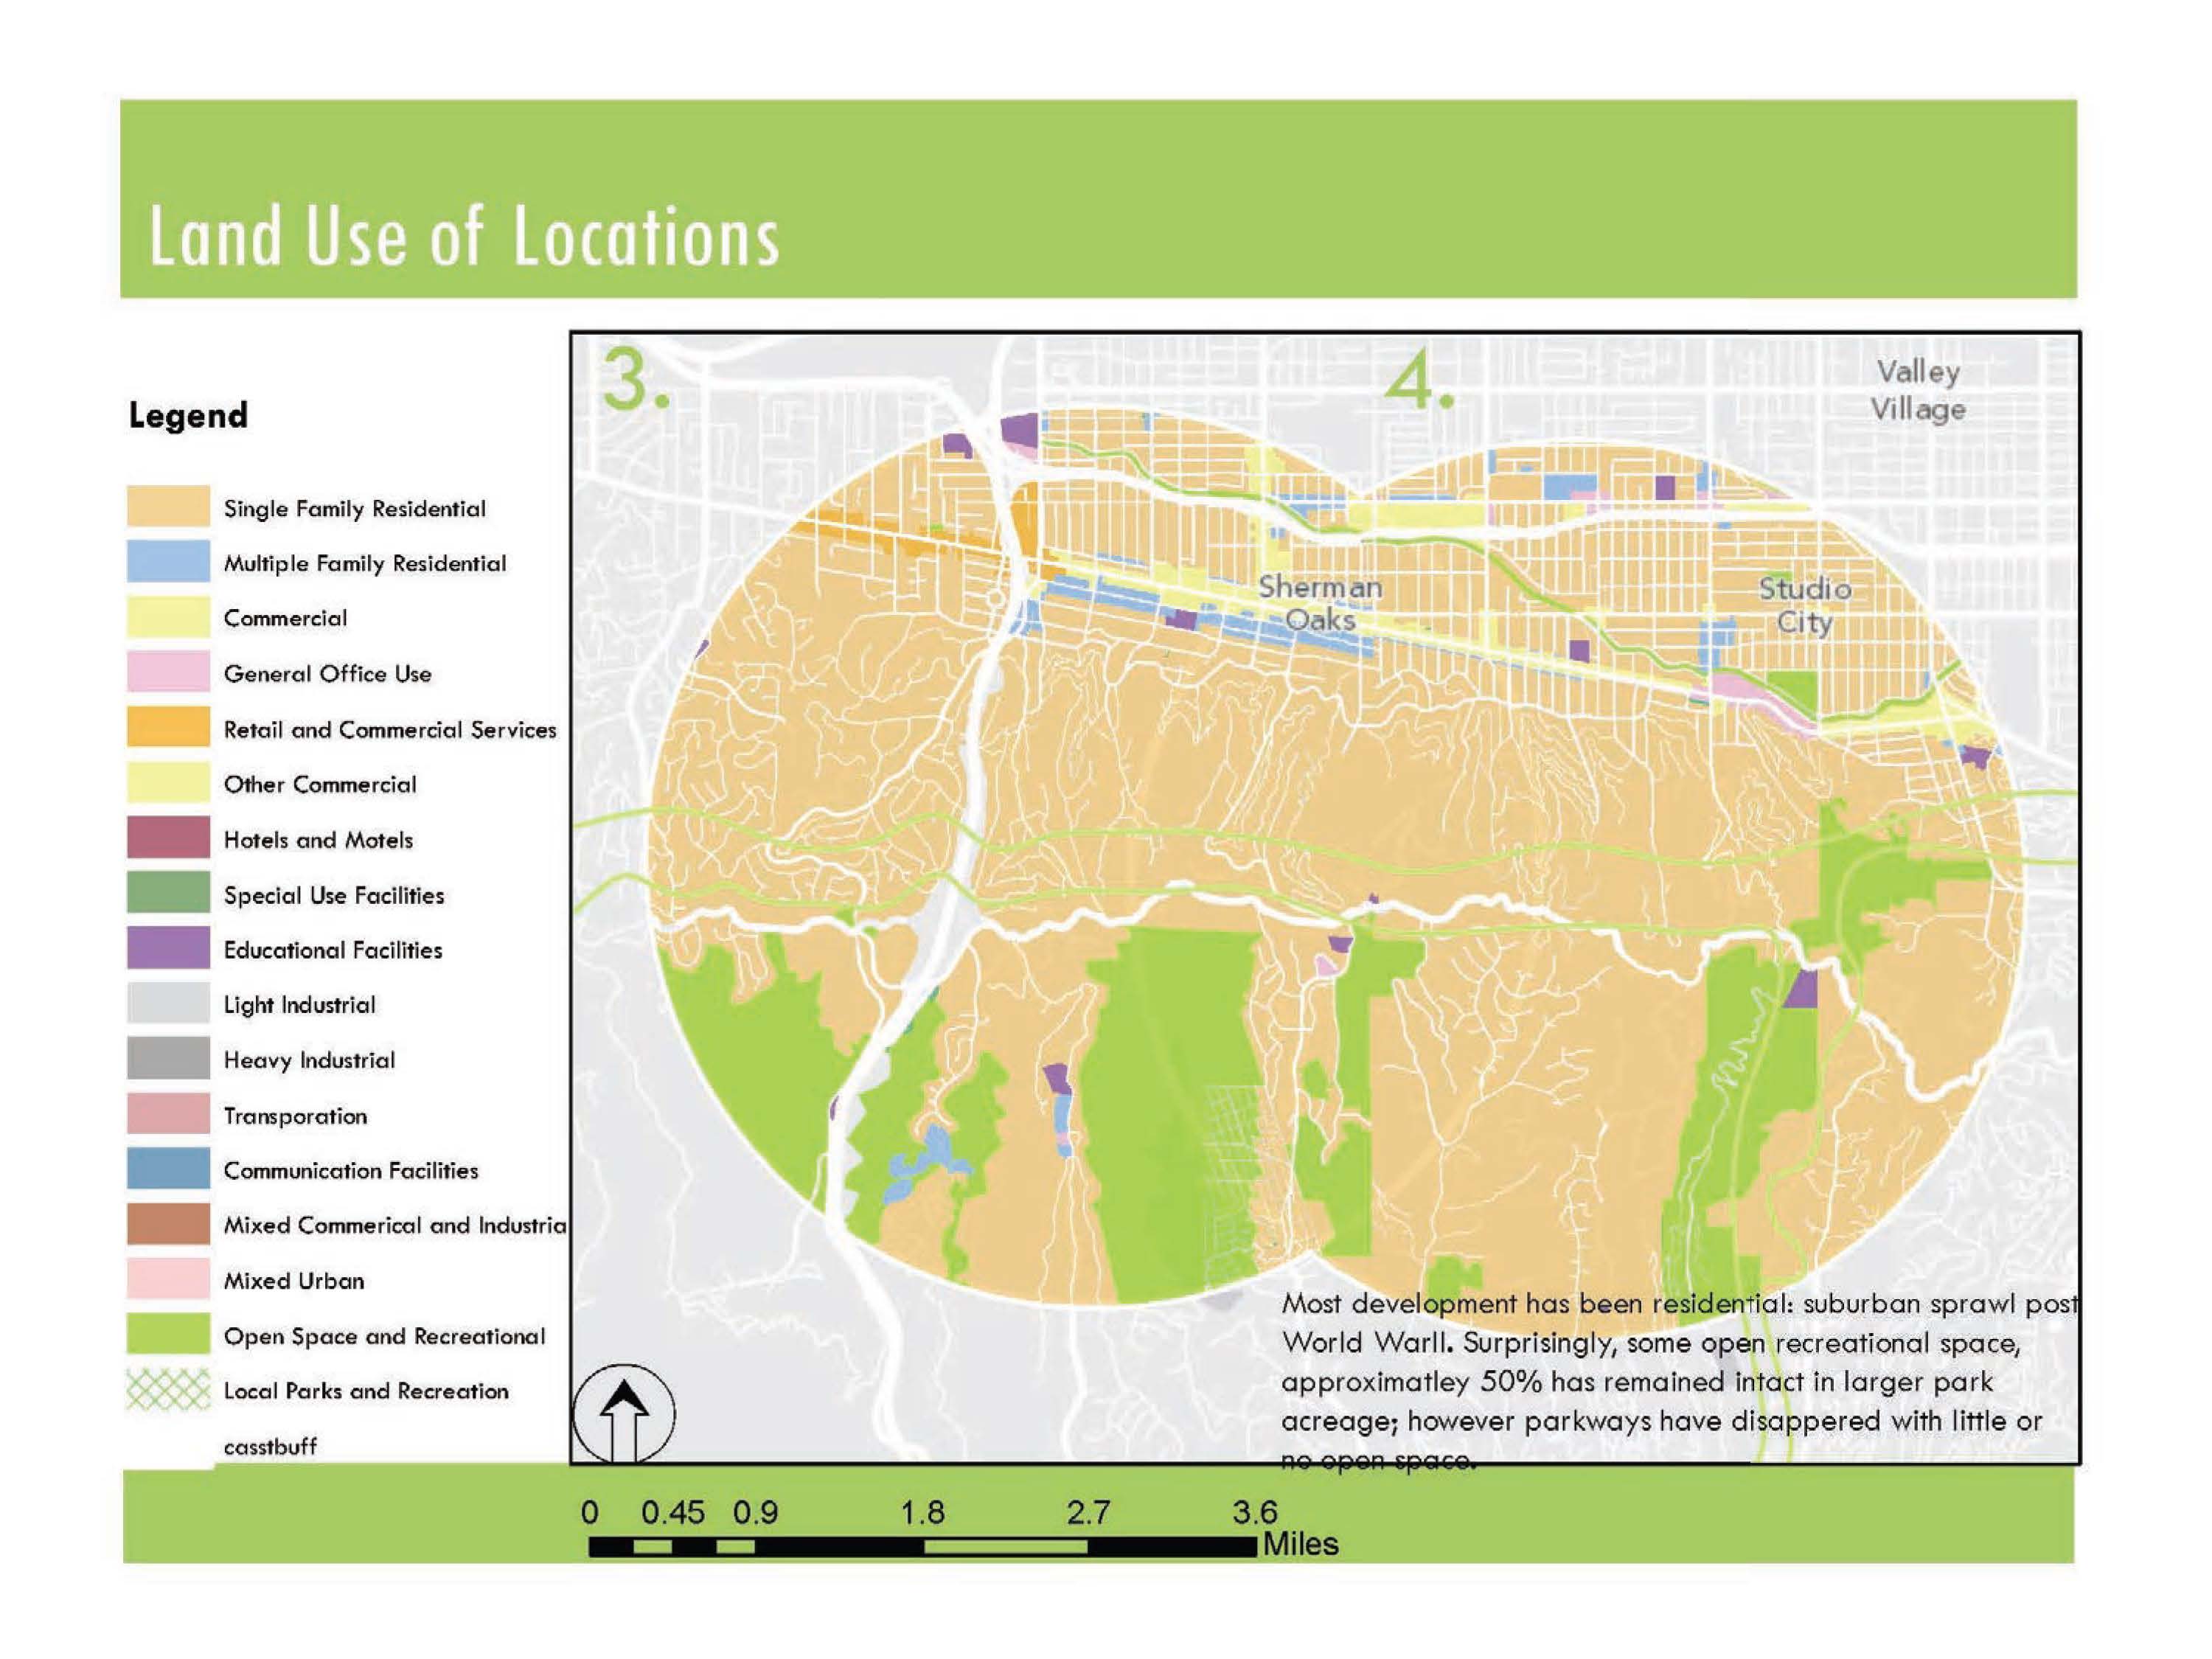 Land Use of Locations
Legend
Single Family Residential
Multiple Family Residential
Commercial
General Office Use
Retail and Commercial Services
Other Commercial
Hotels and Motels
Special Use Facilities
Educational Facilities
Light Industrial
Heavy Industrial
Transporation
Communication Facilities
Mixed Commerical and Industria
Mixed Urban
Open Space and Recreational
Local Parks and Recreation
casstbuff
3.
4.
Valley
Village
Sherman
Oaks
Studio
City
Most development has been residential: suburban sprawl post
World WarII. Surprisingly, some open recreational space,
approximatley 50% has remained intact in larger park
acreage; however parkways have disappered with little or
no open space.
0 0.45 0.9 1.8 2.7 3.6
Miles